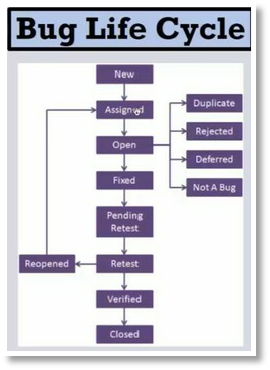 Bug Life Cycle
New
Assigned
Duplicate
Rejected
Open
Deferred
Fixed
Not A Bug
Pending
Retest
Reopened
Retest
Verified
Closed